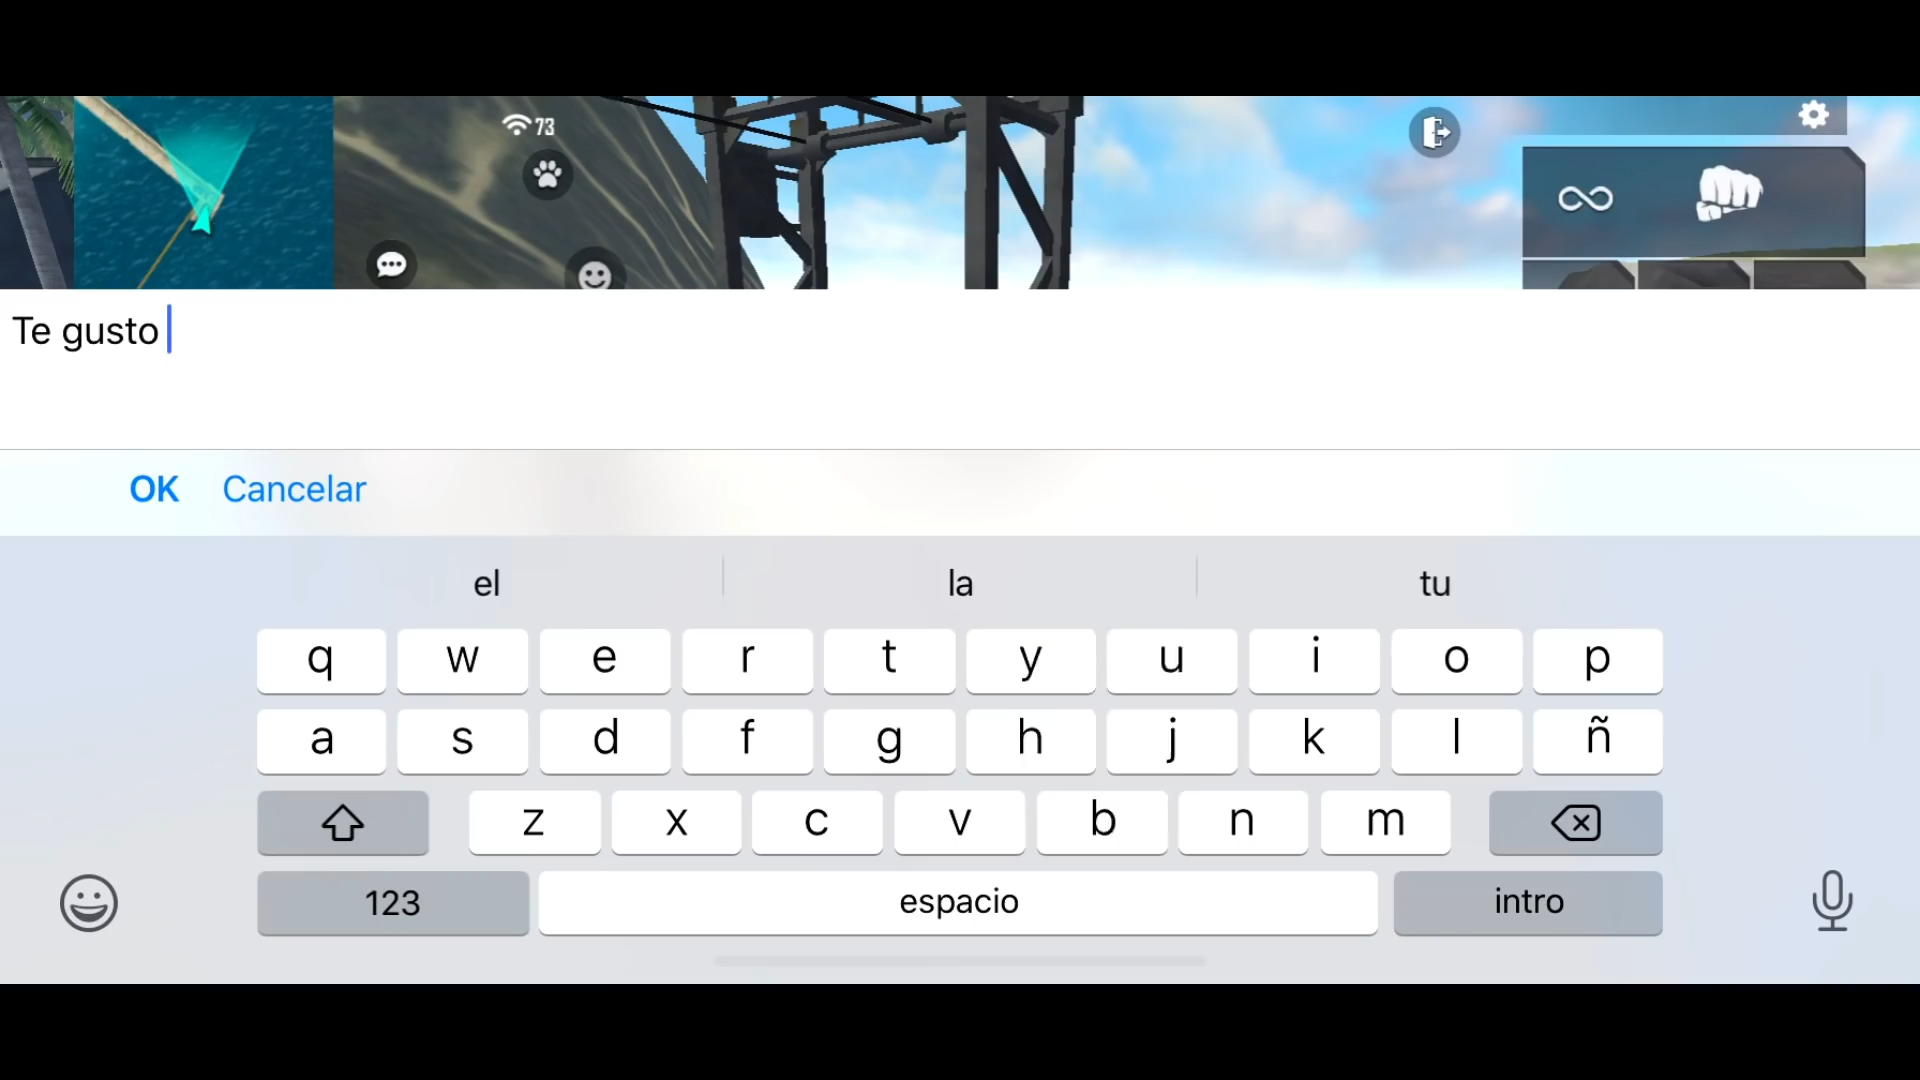 73
Te gusto
OK Cancelar
el la tu
q w e r t y u i o p
a s d f g h j k l ñ
z x c v b n m
123 espacio intro